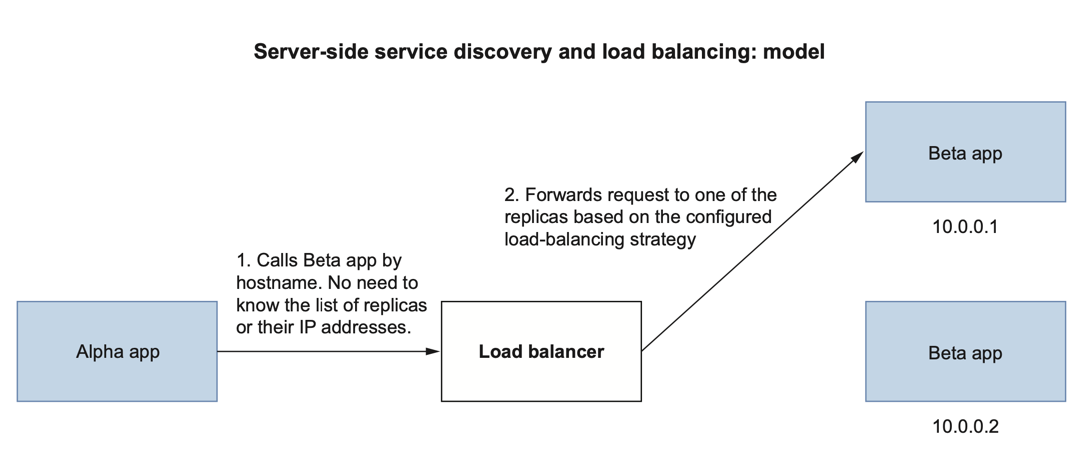 Server-side service discovery and load balancing: model
Beta app
10.0.0.1
2. Forwards request to one of the
replicas based on the configured
load-balancing strategy
1. Calls Beta app by
hostname. No need to
know the list of replicas
or their IP addresses.
Alpha app
Load balancer
Beta app
10.0.0.2